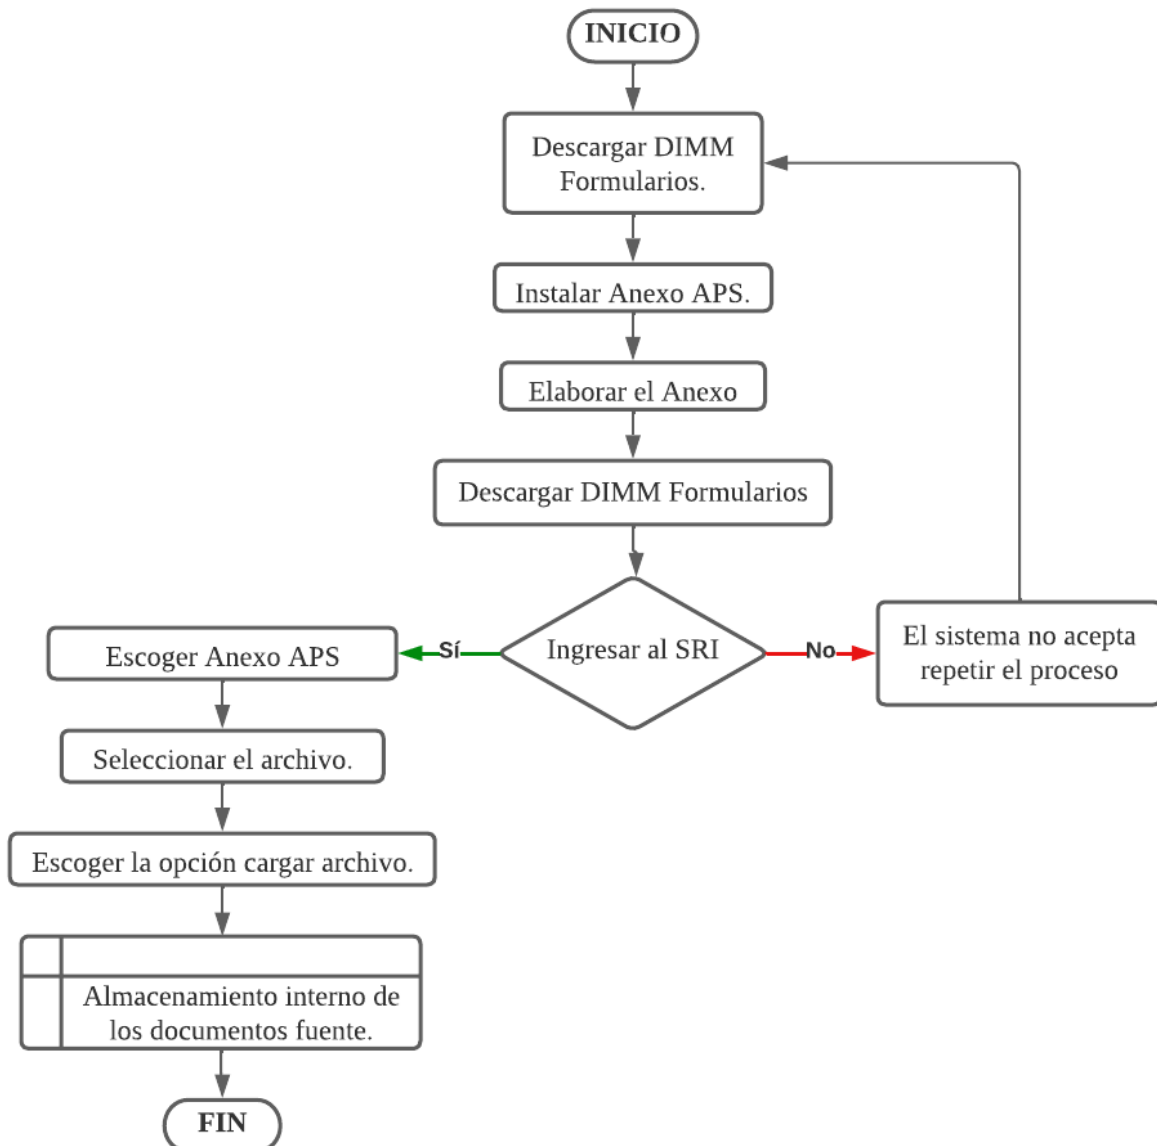 INICIO
Descargar DIMM
Formularios.
Instalar Anexo APS.
Elaborar el Anexo
Descargar DIMM Formularios
Ingresar al SRI
Sí
No
El sistema no acepta
repetir el proceso
Escoger Anexo APS
Seleccionar el archivo.
Escoger la opción cargar archivo.
Almacenamiento interno de
los documentos fuente.
FIN